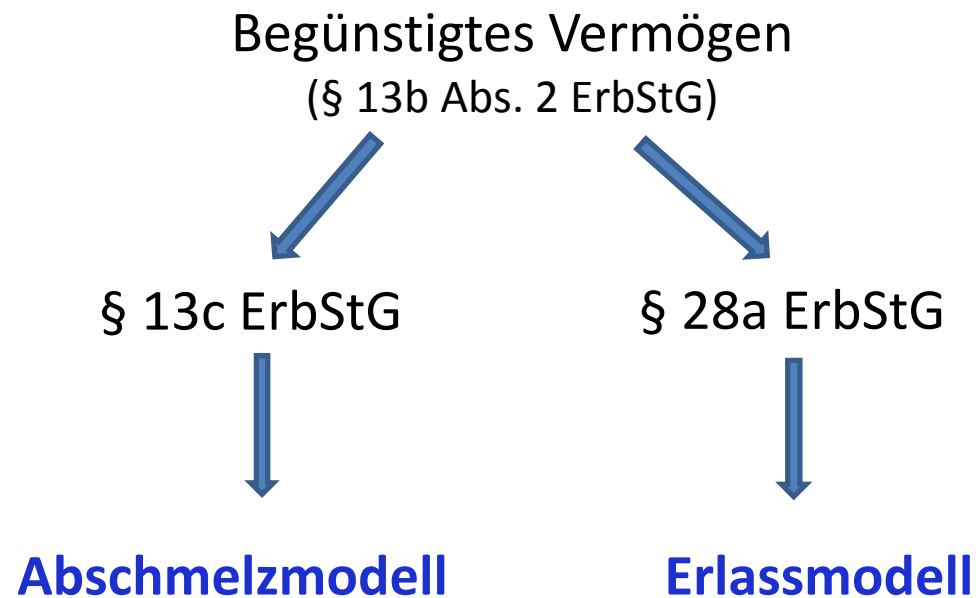 Begünstigtes Vermögen
(§ 13b Abs. 2 ErbStG)
§ 13c ErbStG
§ 28a ErbStG
Abschmelzmodell
Erlassmodell